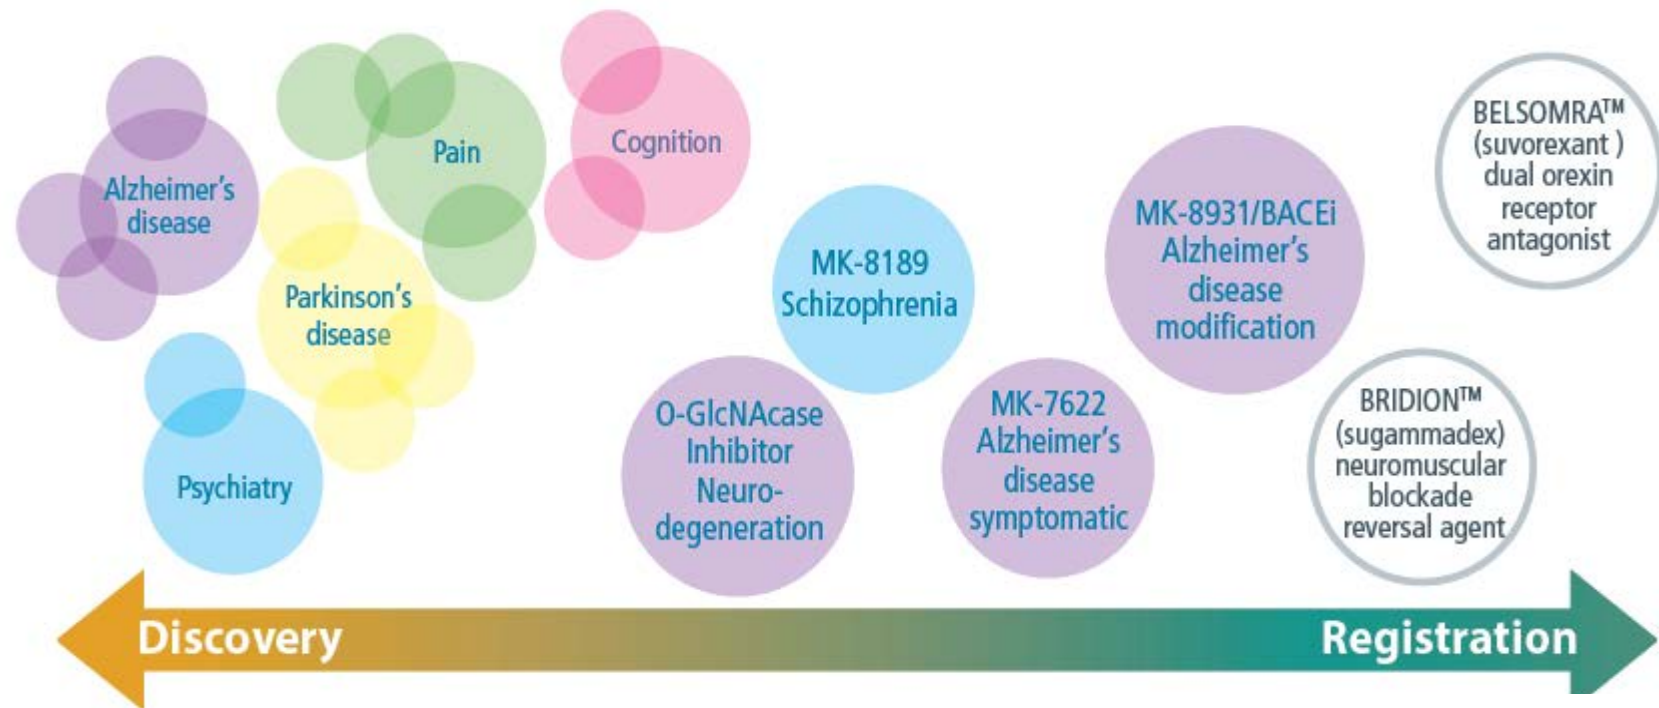 Alzheimer's
disease
Pain
Cognition
Parkinson's
disease
Psychiatry
O-GlcNAcase
Inhibitor
Neuro-
degeneration
MK-8189
Schizophrenia
MK-7622
Alzheimer's
disease
symptomatic
MK-8931/BACEi
Alzheimer's
disease
modification
BELSOMRA™
(suvorexant )
dual orexin
receptor
antagonist
BRIDION™
(sugammadex)
neuromuscular
blockade
reversal agent
Discovery
Registration